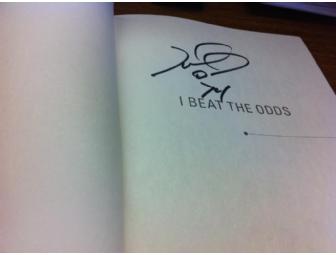 74
I BEAT THE ODDS